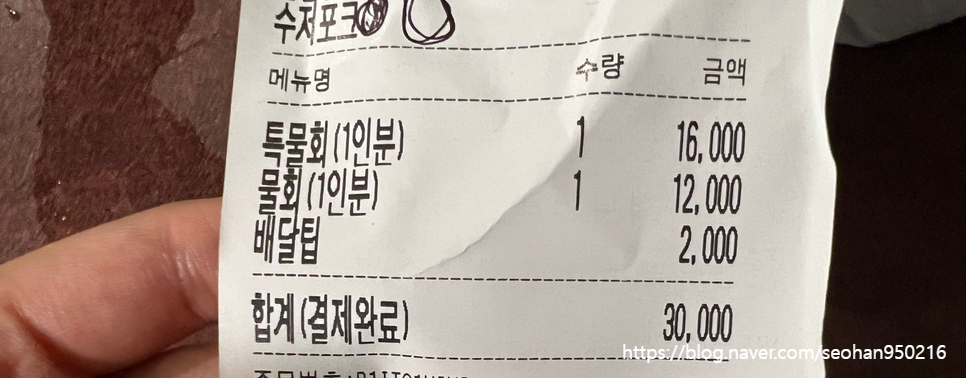 수저포크
메뉴명 수량 금액
특물회(1인분) 1 16,000
물회(1인분) 1 12,000
배달팁 2,000
합계(결제완료) 30,000
https://blog.naver.com/seohan950216